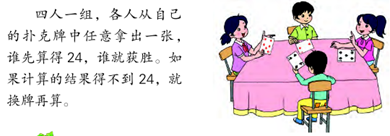 四人一组，各人从自己
的扑克牌中任意拿出一张，
谁先算得24，谁就获胜。如
果计算的结果得不到24，就
换牌再算。